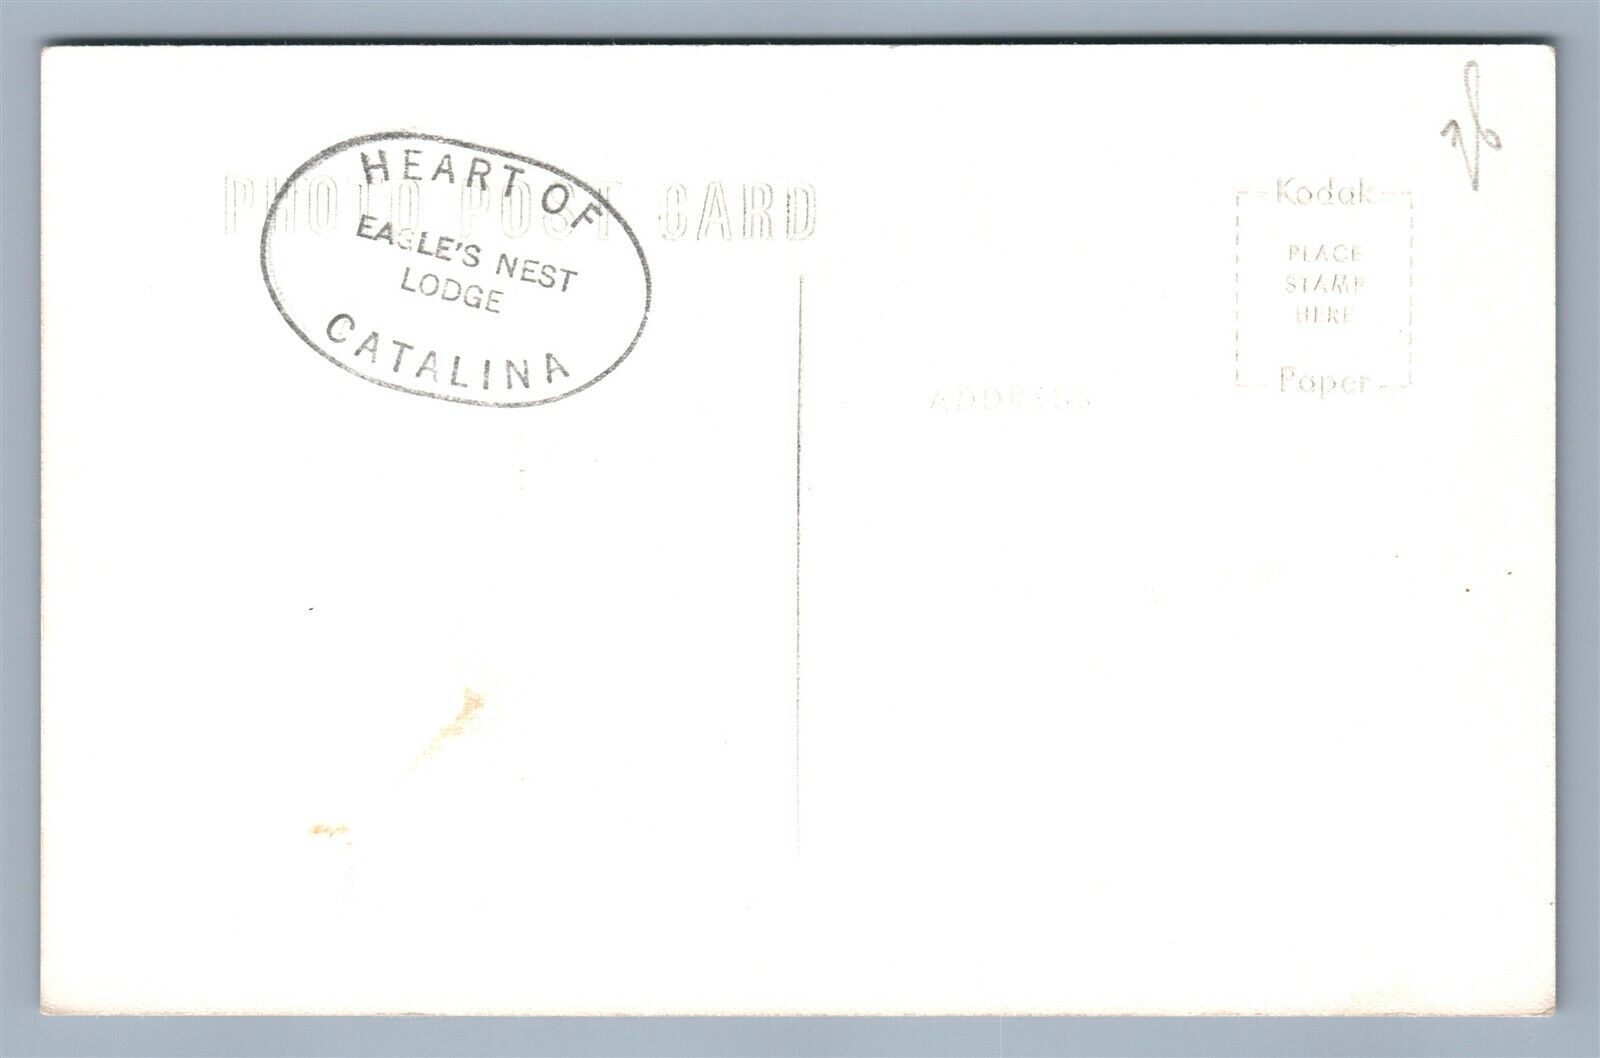 PHOTO POST CARD
HEART OF
EAGLE'S NEST
LODGE
CATALINA
Kodak
PLACE
STAMP
HERE
Paper
ADDRESS